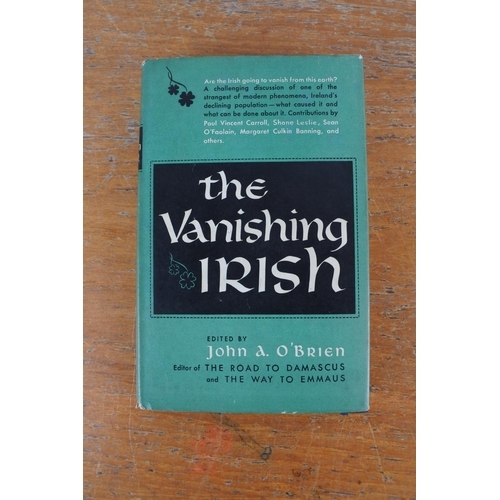 Are the Irish going to vanish from this earth?
A challenging discussion of one of the
strangest of modern phenomena, Ireland's
declining population—what caused it and
what can be done about it. Contributions by
Paul Vincent Carroll, Shane Leslie, Sean
O'Faolain, Margaret Culkin Banning, and
others.
the
Vanishing
IRISH
EDITED BY
John A. O'Brien
Editor of THE ROAD TO DAMASCUS
and THE WAY TO EMMAUS